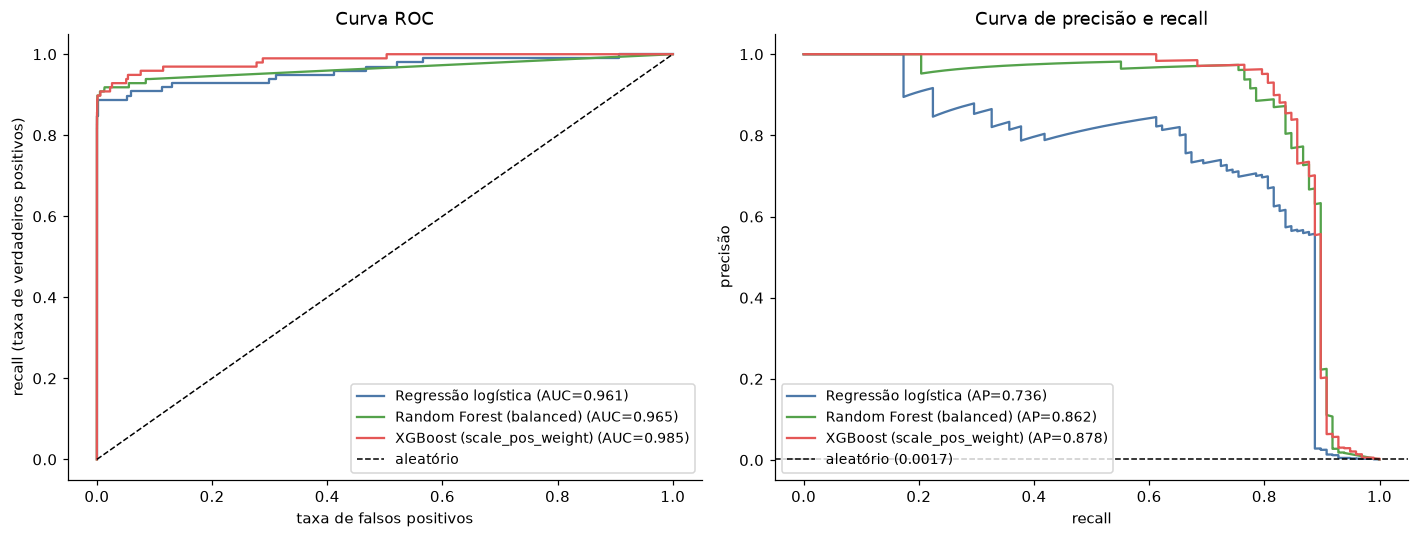 Curva ROC
1.0
0.8
0.6
0.4
0.2
0.0
recall (taxa de verdadeiros positivos)
Regressão logística (AUC=0.961)
Random Forest (balanced) (AUC=0.965)
XGBoost (scale_pos_weight) (AUC=0.985)
aleatório
0.0 0.2 0.4 0.6 0.8 1.0
taxa de falsos positivos
Curva de precisão e recall
1.0
0.8
0.6
0.4
0.2
0.0
precisão
Regressão logística (AP=0.736)
Random Forest (balanced) (AP=0.862)
XGBoost (scale_pos_weight) (AP=0.878)
aleatório (0.0017)
0.0 0.2 0.4 0.6 0.8 1.0
recall